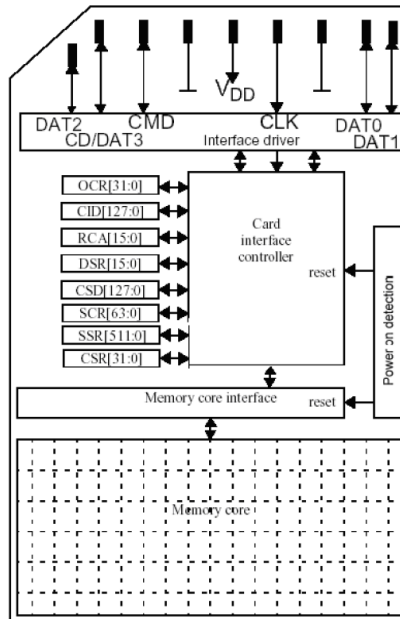 VDD
DAT2 CMD CLK DAT0
CD/DAT3 Interface driver DAT1
OCR[31:0]
CID[127:0]
RCA[15:0]
DSR[15:0]
CSD[127:0]
SCR[63:0]
SSR[511:0]
CSR[31:0]
Card
interface
controller
reset
Power on detection
Memory core interface reset
Memory core